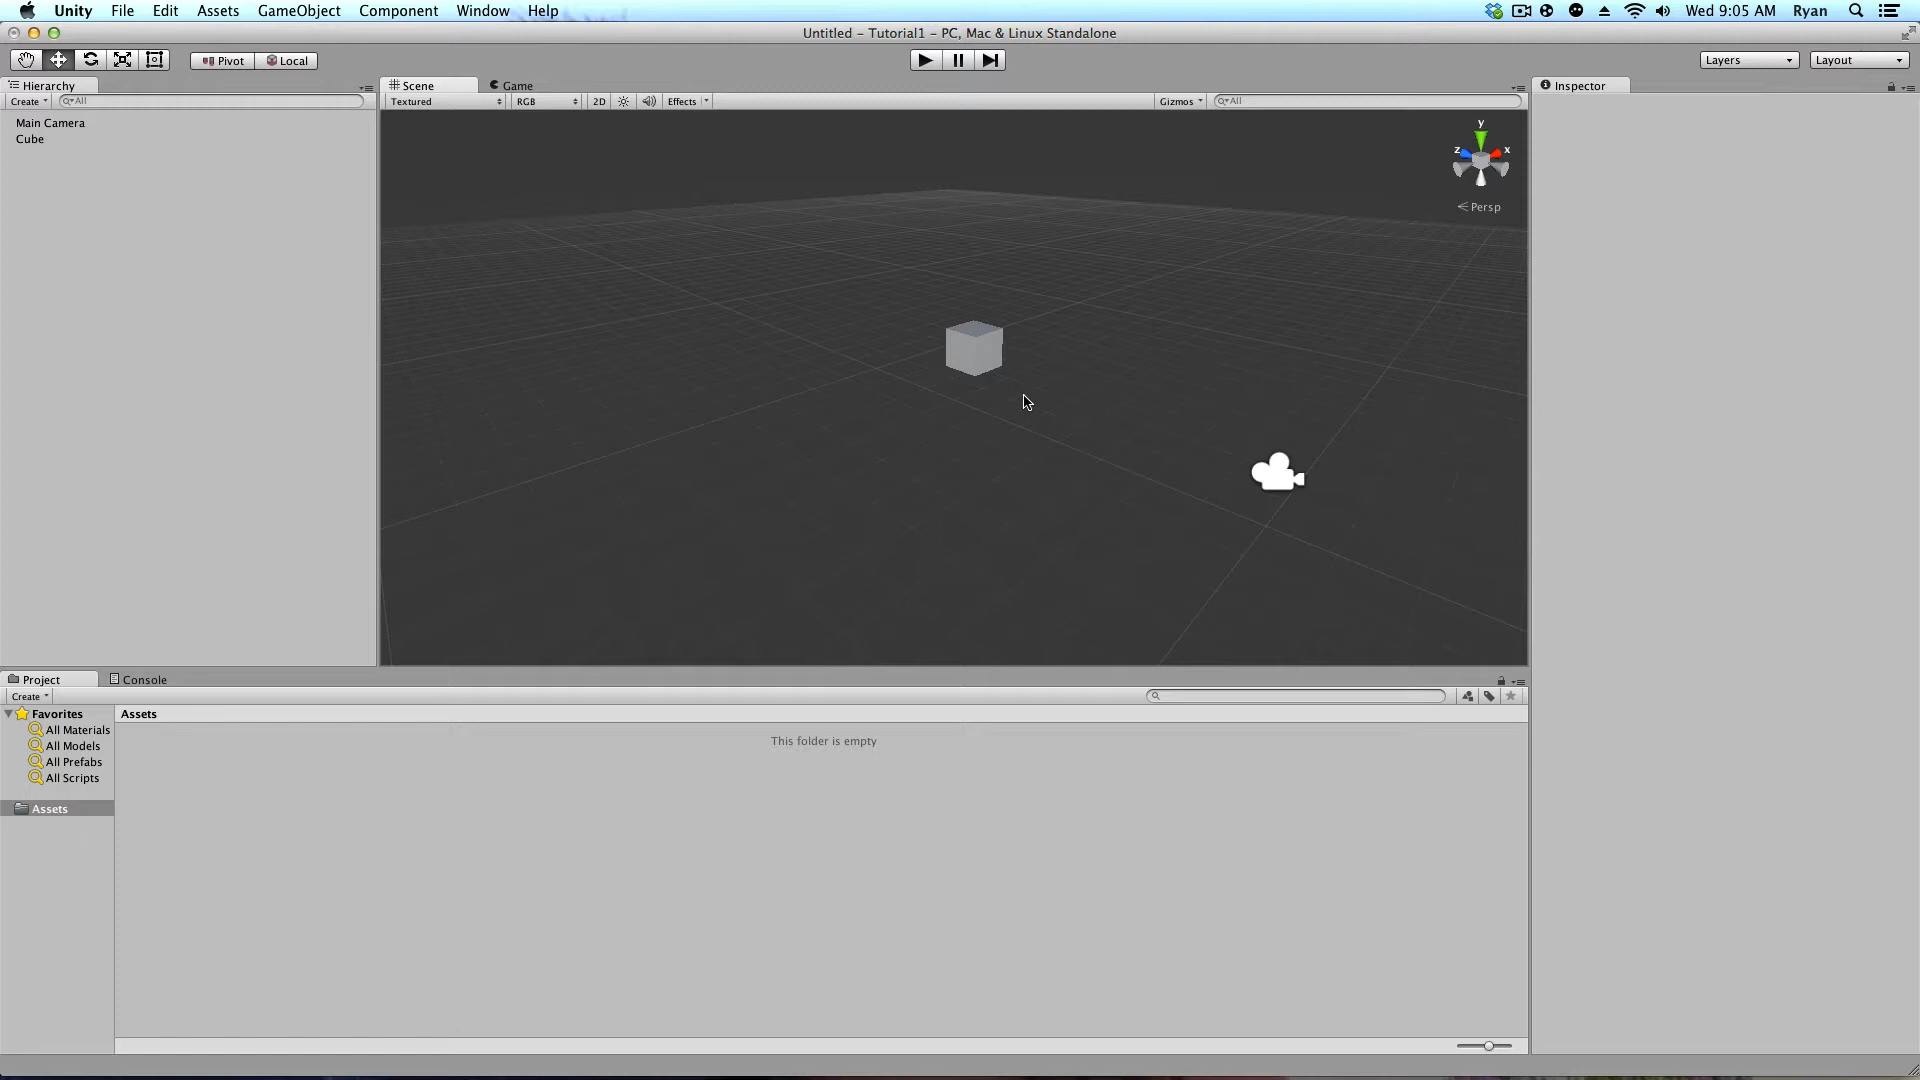 Unity File Edit Assets GameObject Component Window Help Wed 9:05 AM Ryan
Untitled - Tutorial1 - PC, Mac & Linux Standalone
Pivot Local Layers Layout
Hierarchy Scene Game Inspector
Create All Textured RGB 2D Effects Gizmos All
Main Camera
Cube
y
z x
Persp
Project Console
Create
Favorites Assets
All Materials
This folder is empty
All Models
All Prefabs
All Scripts
Assets